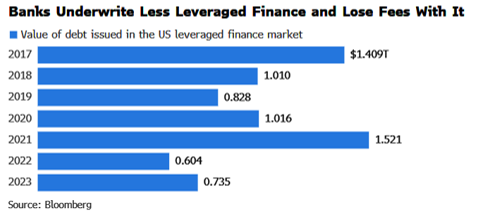 Banks Underwrite Less Leveraged Finance and Lose Fees With It
Value of debt issued in the US leveraged finance market
2017 $1.409T
2018 1.010
2019 0.828
2020 1.016
2021 1.521
2022 0.604
2023 0.735
Source: Bloomberg